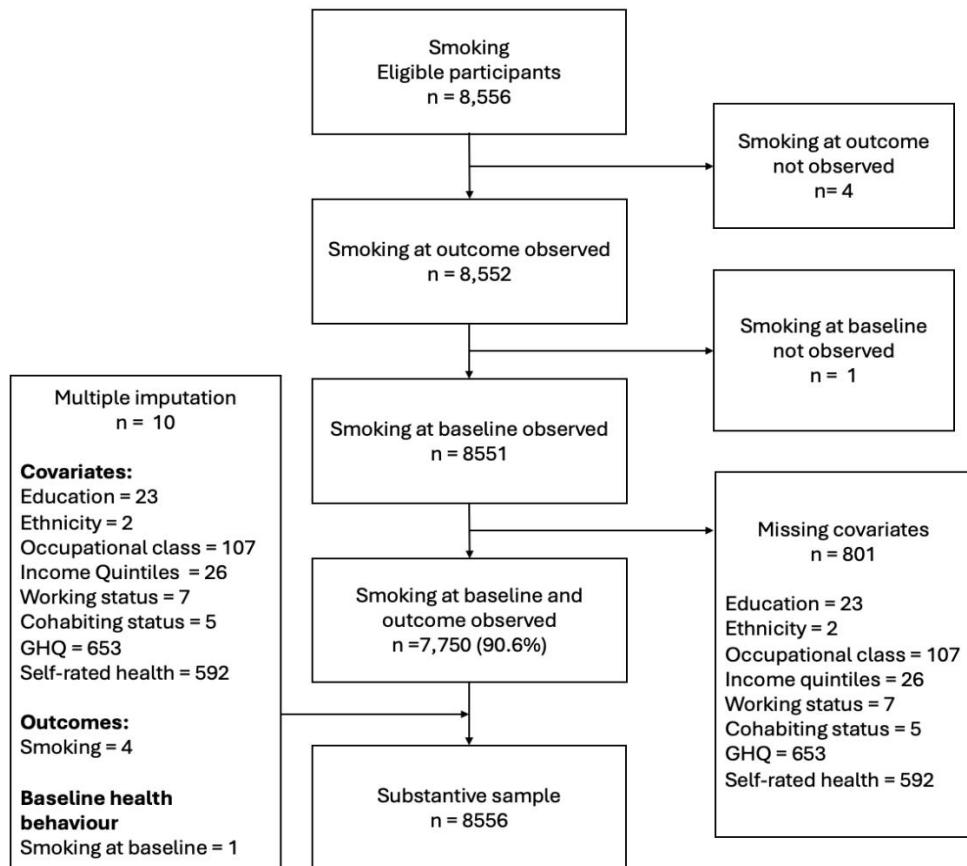 Smoking
Eligible participants
n = 8,556
Smoking at outcome
not observed
n= 4
Smoking at outcome observed
n = 8,552
Smoking at baseline
not observed
n =  1
Smoking at baseline observed
n = 8551
Multiple imputation
n =  10
Covariates:
Education = 23
Ethnicity = 2
Occupational class = 107
Income Quintiles  = 26
Working status = 7
Cohabiting status = 5
GHQ = 653
Self-rated health = 592
Outcomes:
Smoking = 4
Baseline health
behaviour
Smoking at baseline = 1
Missing covariates
n = 801
Education = 23
Ethnicity = 2
Occupational class = 107
Income quintiles = 26
Working status = 7
Cohabiting status = 5
GHQ = 653
Self-rated health = 592
Smoking at baseline and
outcome observed
n =7,750 (90.6%)
Substantive sample
n = 8556